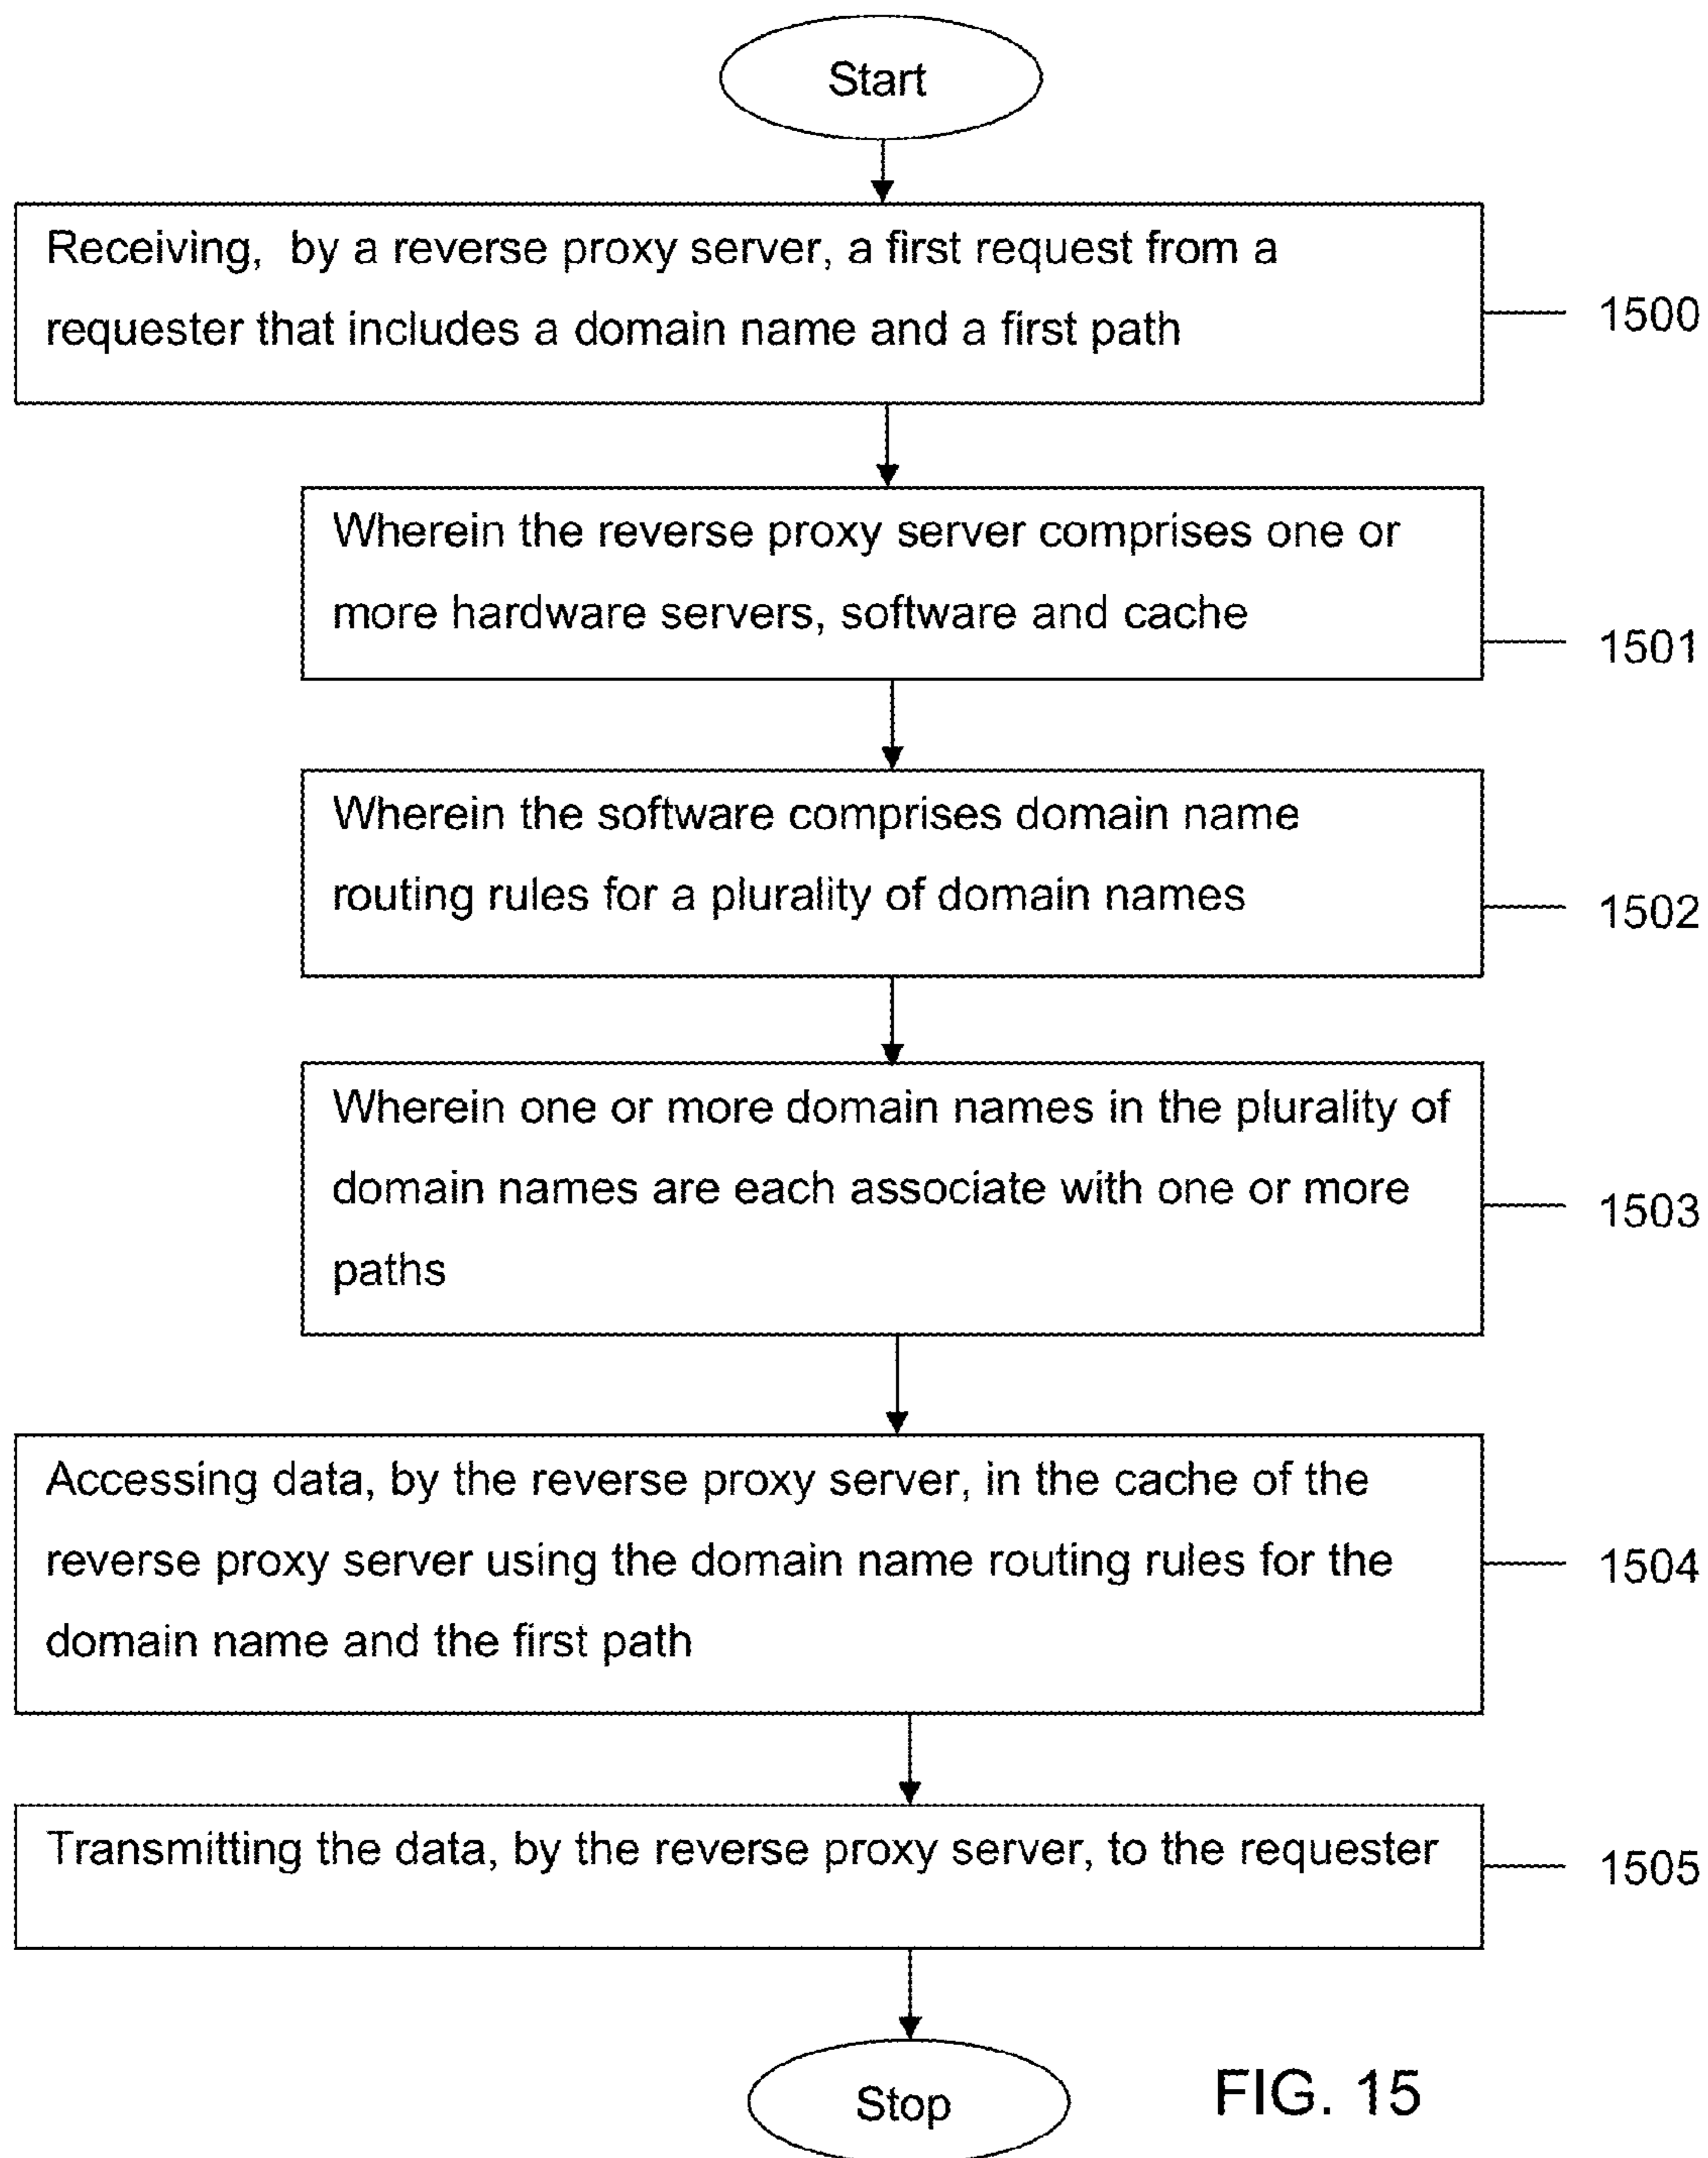 Start
Receiving, by a reverse proxy server, a first request from a
requester that includes a domain name and a first path
1500
Wherein the reverse proxy server comprises one or
more hardware servers, software and cache
1501
Wherein the software comprises domain name
routing rules for a plurality of domain names
1502
Wherein one or more domain names in the plurality of
domain names are each associate with one or more
paths
1503
Accessing data, by the reverse proxy server, in the cache of the
reverse proxy server using the domain name routing rules for the
domain name and the first path
1504
Transmitting the data, by the reverse proxy server, to the requester
1505
Stop
FIG. 15